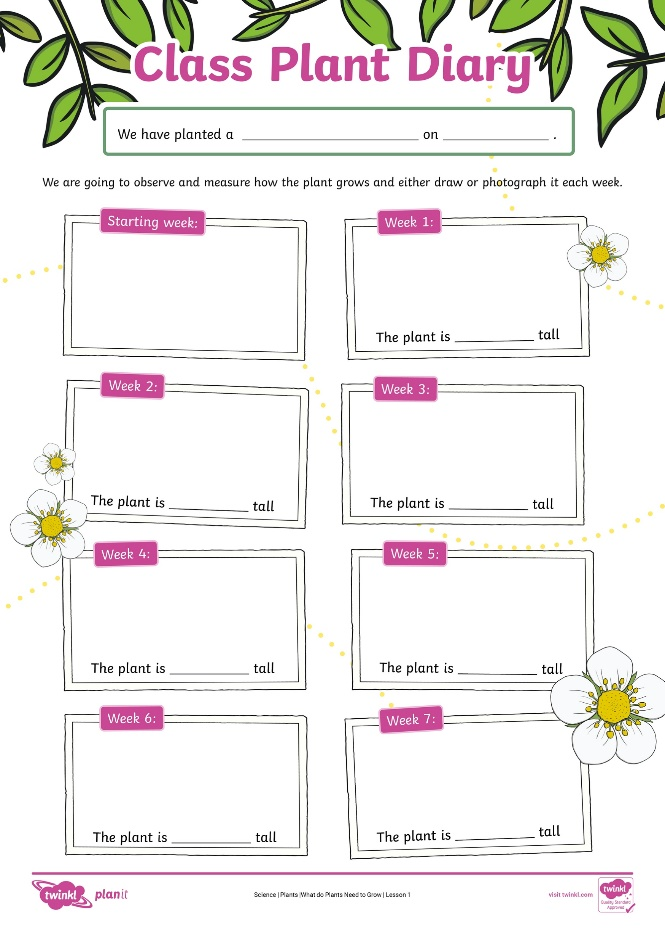 Class Plant Diary
We have planted a ______________________ on _____________ .
We are going to observe and measure how the plant grows and either draw or photograph it each week.
Starting week:
Week 1:
The plant is __________ tall
Week 2:
The plant is __________ tall
Week 3:
The plant is __________ tall
Week 4:
The plant is __________ tall
Week 5:
The plant is __________ tall
Week 6:
The plant is __________ tall
Week 7:
The plant is __________ tall
twinkl planit
Science | Plants |What do Plants Need to Grow | Lesson 1
visit twinkl.com
twinkl
Quality Standard
Approved